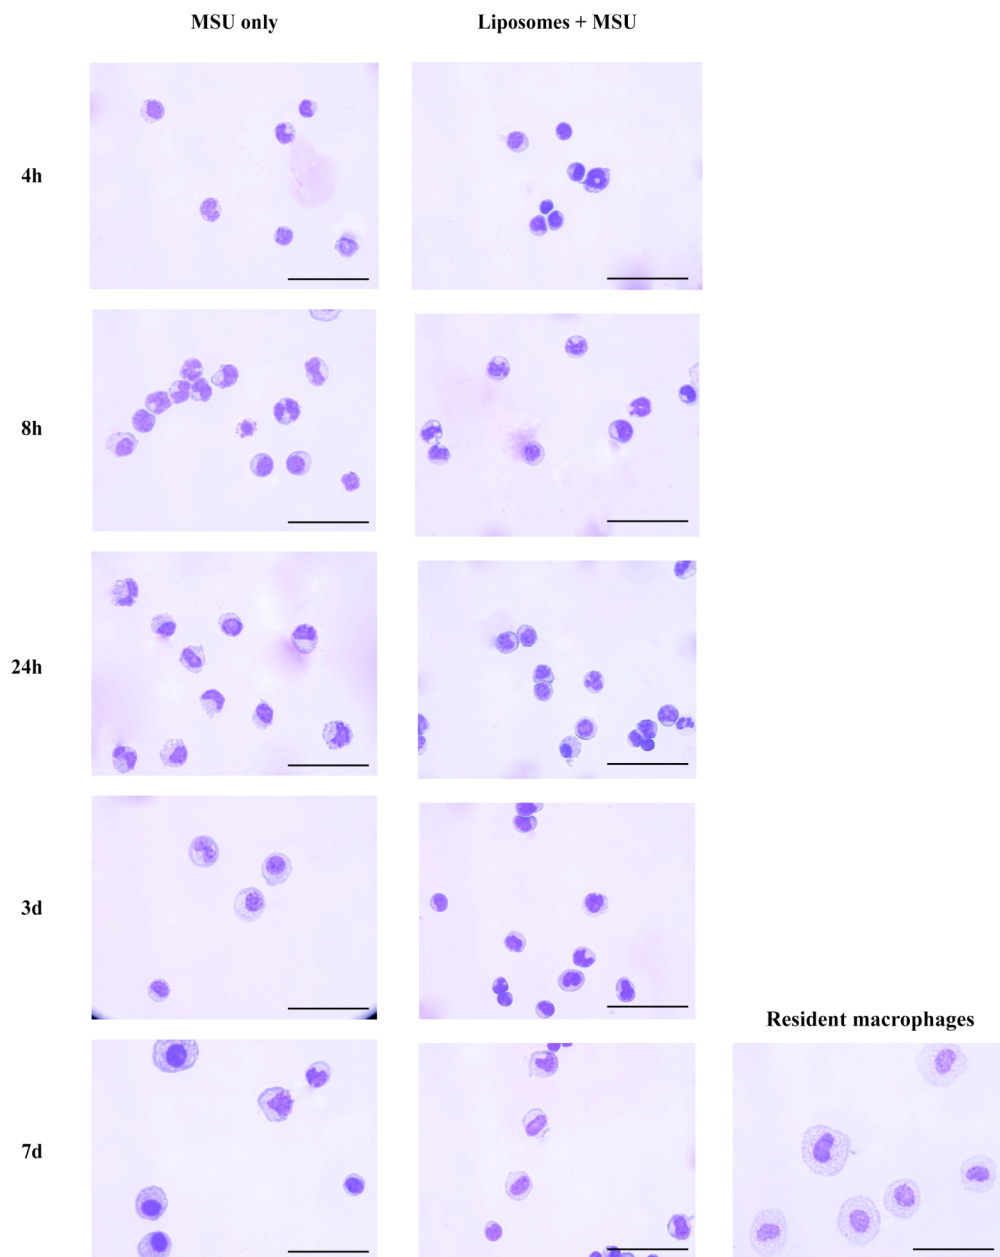 MSU only
Liposomes + MSU
4h
8h
24h
3d
Resident macrophages
7d